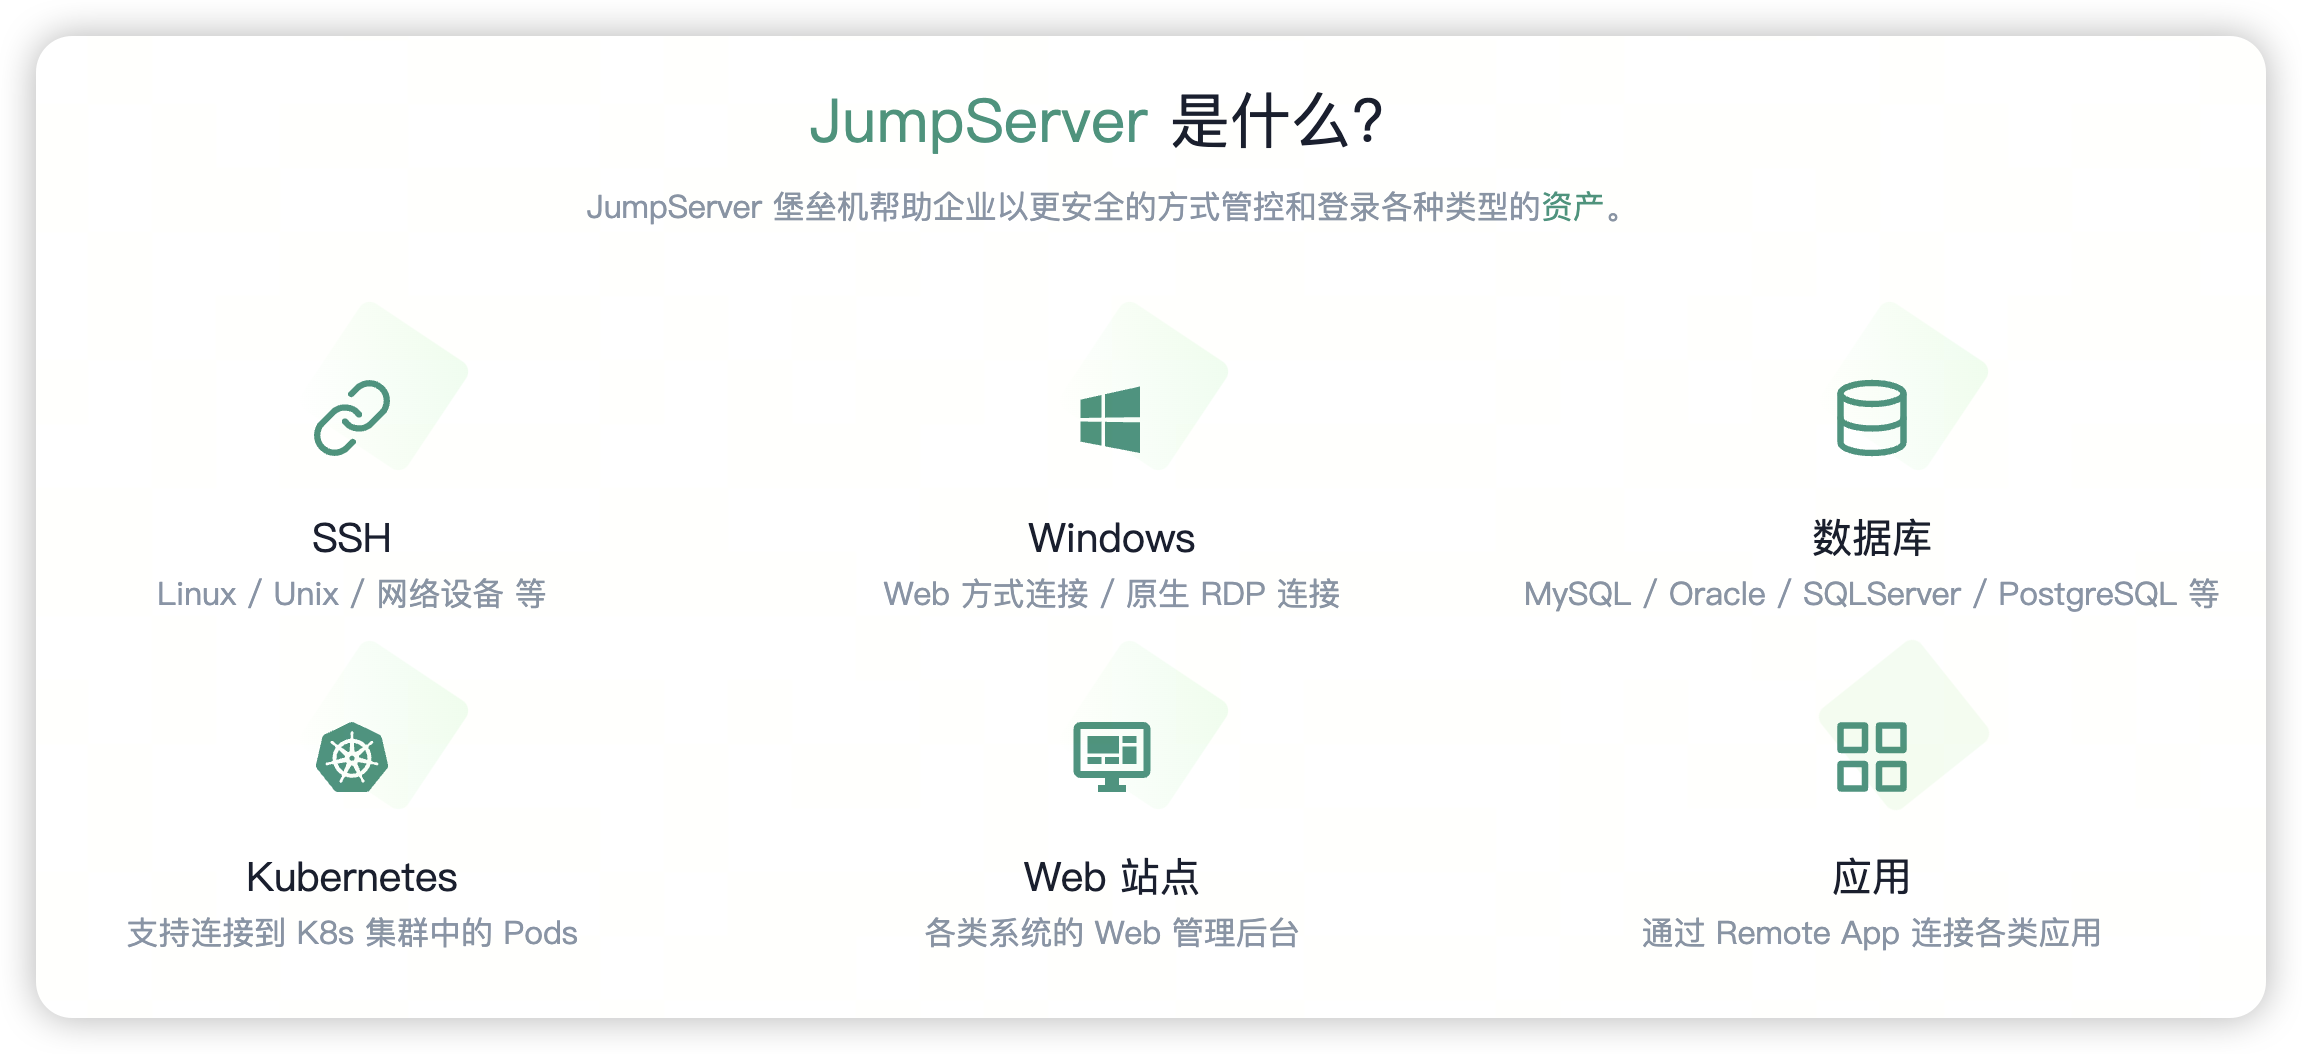 JumpServer 是什么?
JumpServer 堡垒机帮助企业以更安全的方式管控和登录各种类型的资产。
SSH
Linux / Unix / 网络设备 等
Windows
Web 方式连接 / 原生 RDP 连接
数据库
MySQL / Oracle / SQLServer / PostgreSQL 等
Kubernetes
支持连接到 K8s 集群中的 Pods
Web 站点
各类系统的 Web 管理后台
应用
通过 Remote App 连接各类应用